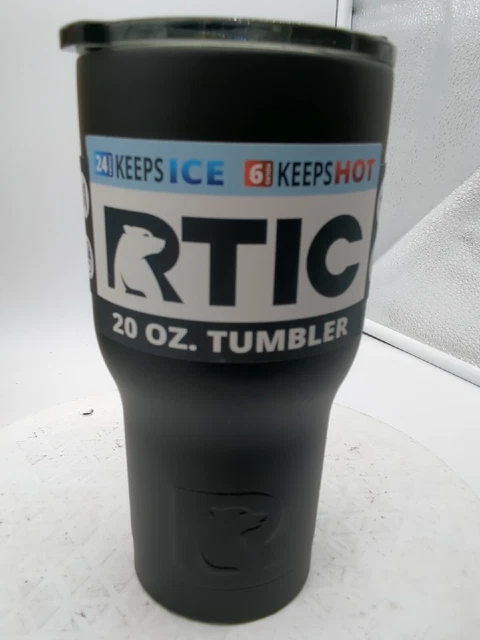 24 KEEPS ICE 6 KEEPS HOT
RTIC
20 OZ. TUMBLER
R